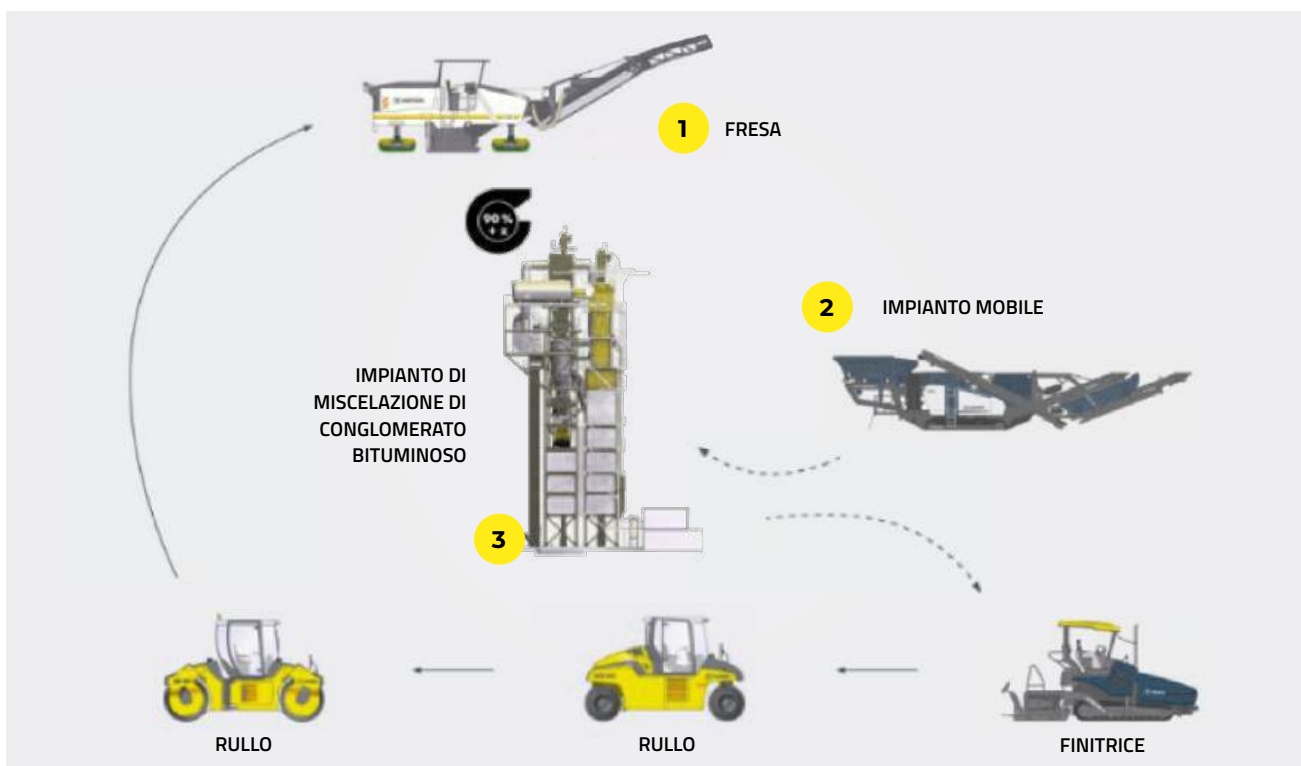 1 FRESA
90 %
+ x
2 IMPIANTO MOBILE
IMPIANTO DI
MISCELAZIONE DI
CONGLOMERATO
BITUMINOSO
3
RULLO
RULLO
FINITRICE